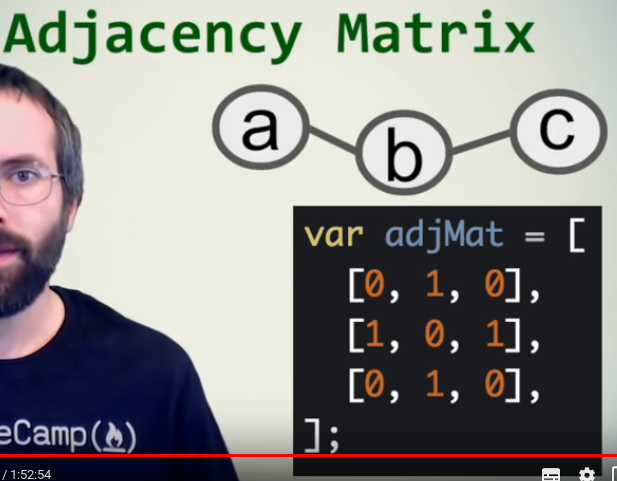 Adjacency Matrix
a
b
c
var adjMat = [
[0, 1, 0],
[1, 0, 1],
[0, 1, 0],
];
eCamp(
)
/ 1:52:54